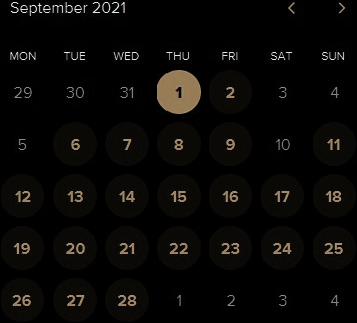 September 2021
MON TUE WED THU FRI SAT SUN
29 30 31 1 2 3 4
5 6 7 8 9 10 11
12 13 14 15 16 17 18
19 20 21 22 23 24 25
26 27 28 1 2 3 4